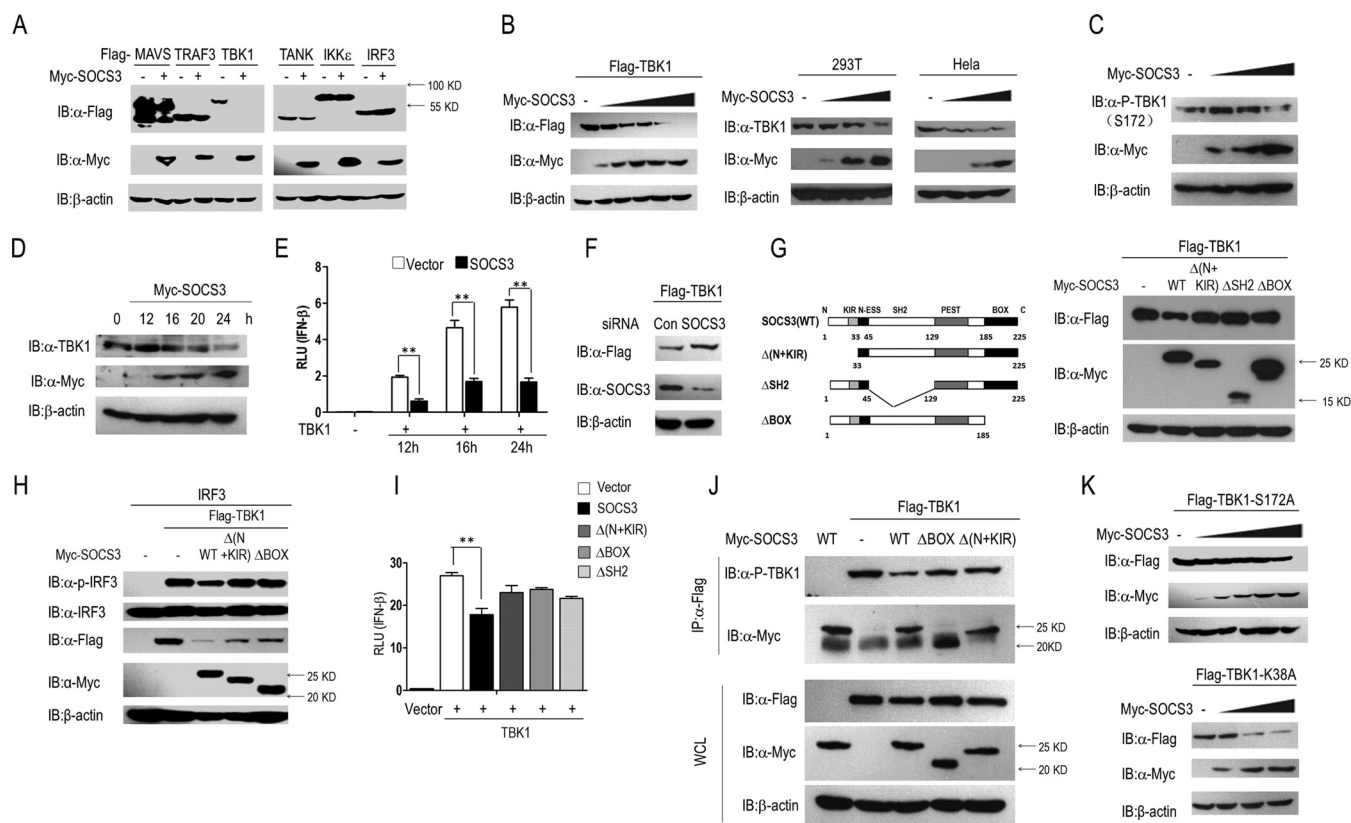 A
Flag- MAVS TRAF3 TBK1 TANK IKKε IRF3
Myc-SOCS3 - + - + - + - + - + - +
100 KD
55 KD
IB:α-Flag
IB:α-Myc
IB:β-actin
B
Flag-TBK1
Myc-SOCS3 -
IB:α-Flag
IB:α-Myc
IB:β-actin
293T Hela
Myc-SOCS3 - -
IB:α-TBK1
IB:α-Myc
IB:β-actin
C
Myc-SOCS3 -
IB:α-P-TBK1
(S172)
IB:α-Myc
IB:β-actin
D
Myc-SOCS3
0 12 16 20 24 h
IB:α-TBK1
IB:α-Myc
IB:β-actin
E
Vector SOCS3
RLU (IFN-β)
8
6
4
2
0
** ** **
TBK1 - + + +
12h 16h 24h
F
Flag-TBK1
siRNA Con SOCS3
IB:α-Flag
IB:α-SOCS3
IB:β-actin
G
N KIR N-ESS SH2 PEST BOX C
SOCS3(WT)
1 33 45 129 185 225
Δ(N+KIR)
33 225
ΔSH2
1 45 129 225
ΔBOX
1 185
Flag-TBK1
Δ(N+
Myc-SOCS3 - WT KIR) ΔSH2 ΔBOX
IB:α-Flag
IB:α-Myc
25 KD
15 KD
IB:β-actin
H
IRF3
Flag-TBK1
Δ(N
Myc-SOCS3 - - WT +KIR) ΔBOX
IB:α-p-IRF3
IB:α-IRF3
IB:α-Flag
IB:α-Myc
25 KD
20 KD
IB:β-actin
I
Vector
SOCS3
Δ(N+KIR)
ΔBOX
ΔSH2
RLU (IFN-β)
30
20
10
0
**
Vector + + + + +
TBK1
J
Flag-TBK1
Myc-SOCS3 WT - WT ΔBOX Δ(N+KIR)
IP:α-Flag
IB:α-P-TBK1
IB:α-Myc
25 KD
20KD
WCL
IB:α-Flag
IB:α-Myc
25 KD
20 KD
IB:β-actin
K
Flag-TBK1-S172A
Myc-SOCS3 -
IB:α-Flag
IB:α-Myc
IB:β-actin
Flag-TBK1-K38A
Myc-SOCS3 -
IB:α-Flag
IB:α-Myc
IB:β-actin